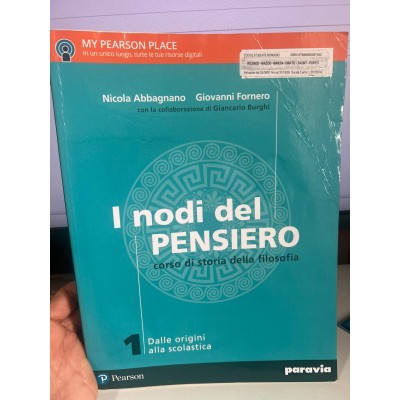 MY PEARSON PLACE
in un unico luogo, tutte le tue risorse digitali
Nicola Abbagnano Giovanni Fornero
con la collaborazione di Giancarlo Burghi
I nodi del
PENSIERO
corso di storia della filosofia
1
Dalle origini
alla scolastica
Pearson
paravia